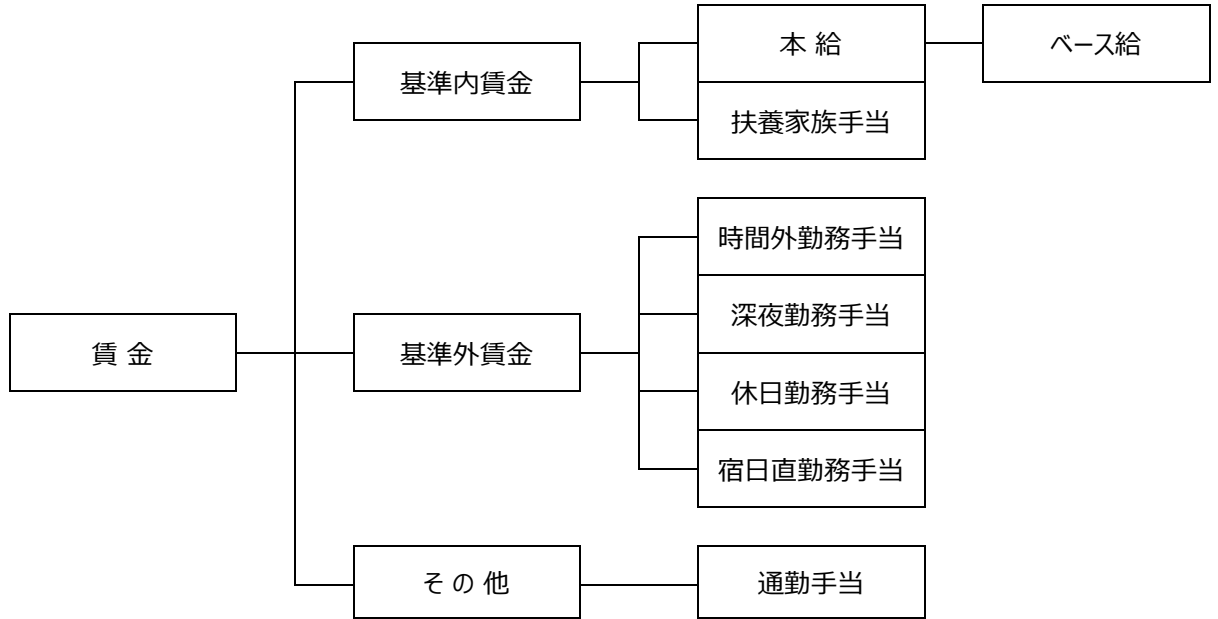 賃 金
基準内賃金
本 給
ベース給
扶養家族手当
基準外賃金
時間外勤務手当
深夜勤務手当
休日勤務手当
宿日直勤務手当
そ の 他
通勤手当